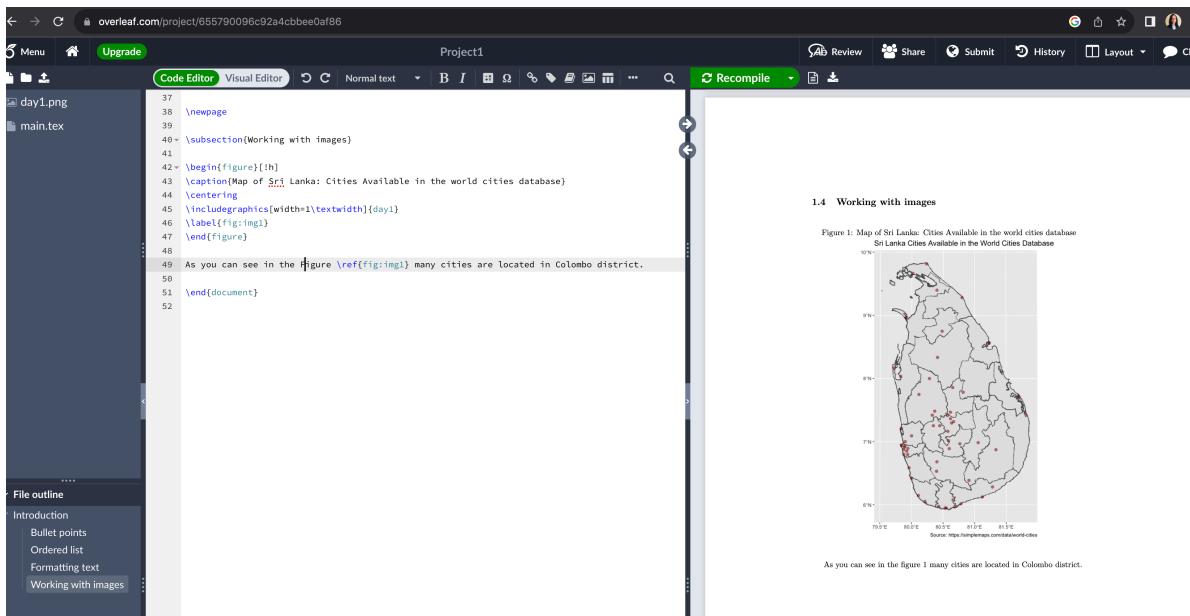 overleaf.com/project/655790096c92a4cbbee0af86
Menu
Upgrade
Project1
Review
Share
Submit
History
Layout
Code Editor
Visual Editor
Normal text
B
I
Ω
Recompile
day1.png
main.tex
37
38 \newpage
39
40 \subsection{Working with images}
41
42 \begin{figure}[!h]
43 \caption{Map of Sri Lanka: Cities Available in the world cities database}
44 \centering
45 \includegraphics[width=1\textwidth]{day1}
46 \label{fig:img1}
47 \end{figure}
48
49 As you can see in the Figure \ref{fig:img1} many cities are located in Colombo district.
50
51 \end{document}
52
File outline
Introduction
Bullet points
Ordered list
Formatting text
Working with images
1.4 Working with images
Figure 1: Map of Sri Lanka: Cities Available in the world cities database
Sri Lanka Cities Available in the World Cities Database
10°N
9°N
8°N
7°N
6°N
79.5°E 80.0°E 80.5°E 81.0°E 81.5°E
Source: https://simplemaps.com/data/world-cities
As you can see in the figure 1 many cities are located in Colombo district.